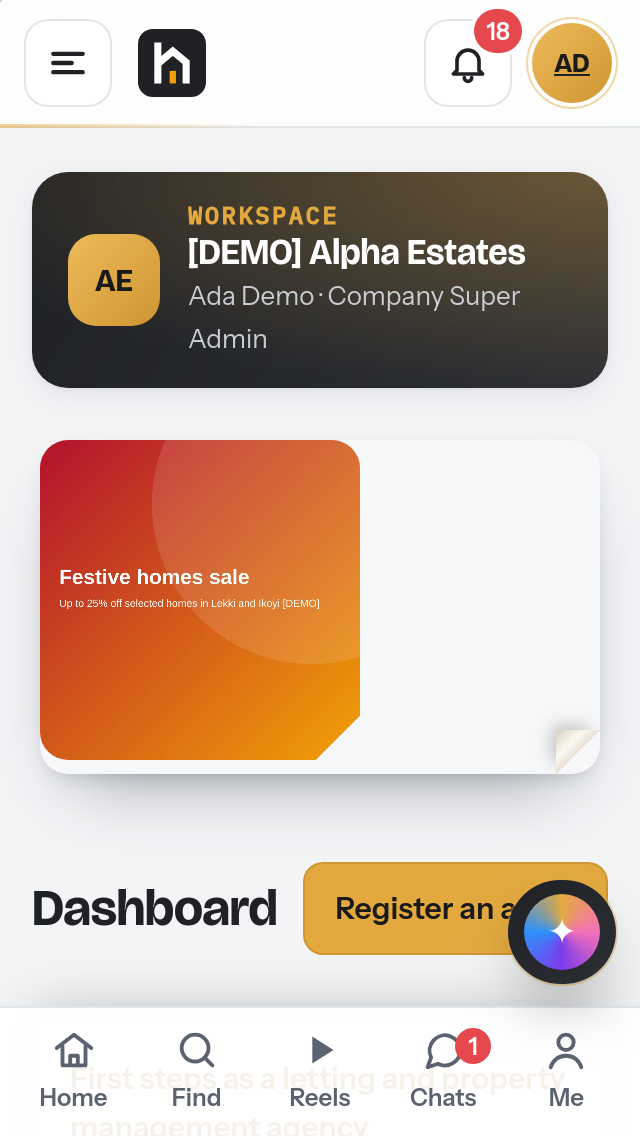 18
AD
WORKSPACE
[DEMO] Alpha Estates
AE
Ada Demo · Company Super
Admin
Festive homes sale
Up to 25% off selected homes in Lekki and Ikoyi [DEMO]
Dashboard
Register an a
1
First steps as a letting and property
management agency
Home
Find
Reels
Chats
Me